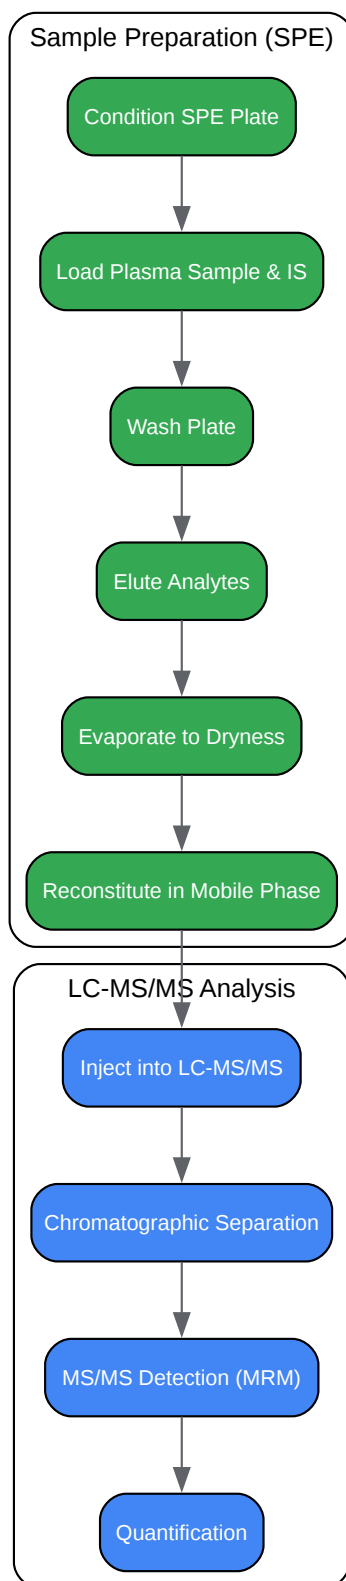 Sample Preparation (SPE)
Condition SPE Plate
Load Plasma Sample & IS
Wash Plate
Elute Analytes
Evaporate to Dryness
Reconstitute in Mobile Phase
LC-MS/MS Analysis
Inject into LC-MS/MS
Chromatographic Separation
MS/MS Detection (MRM)
Quantification